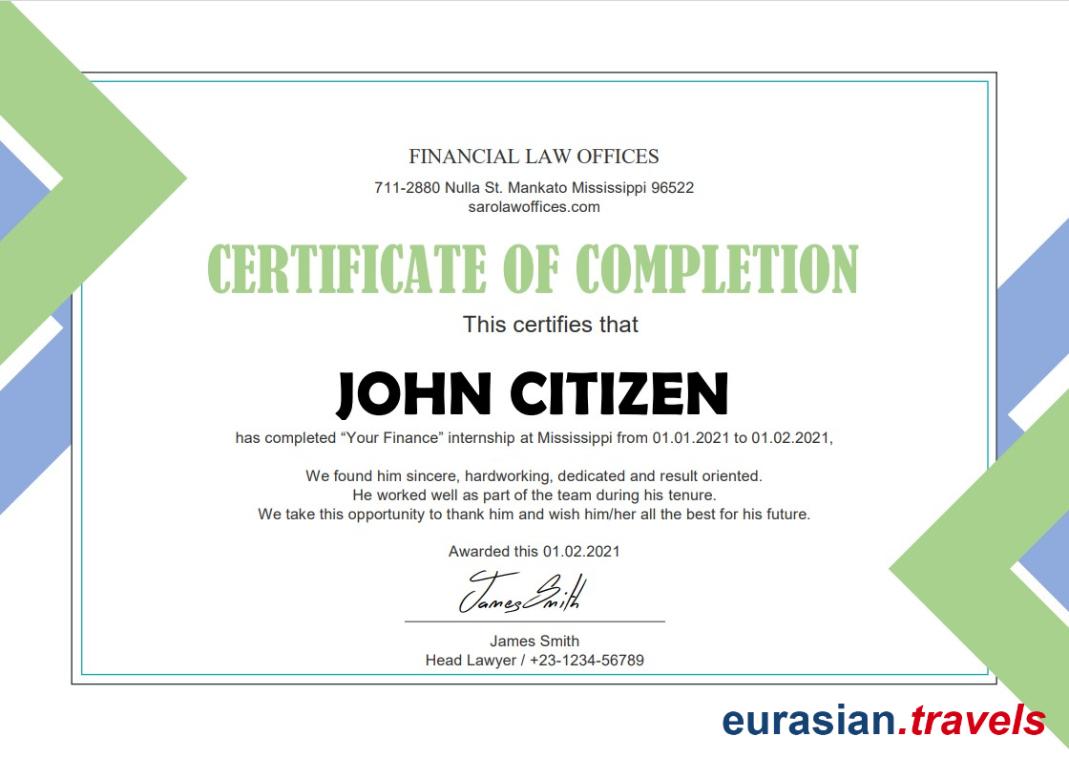 FINANCIAL LAW OFFICES
711-2880 Nulla St. Mankato Mississippi 96522
sarolawoffices.com
CERTIFICATE OF COMPLETION
This certifies that
JOHN CITIZEN
has completed “Your Finance” internship at Mississippi from 01.01.2021 to 01.02.2021,
We found him sincere, hardworking, dedicated and result oriented.
He worked well as part of the team during his tenure.
We take this opportunity to thank him and wish him/her all the best for his future.
Awarded this 01.02.2021
James Smith
James Smith
Head Lawyer / +23-1234-56789
eurasian.travels